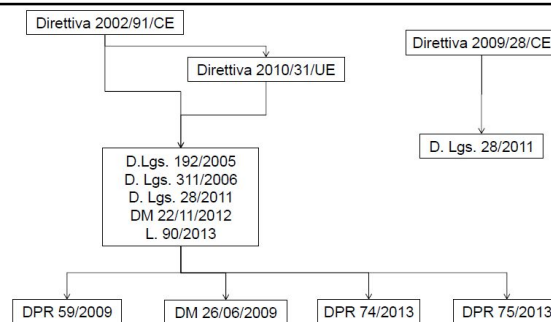 Direttiva 2002/91/CE
Direttiva 2009/28/CE
Direttiva 2010/31/UE
D. Lgs. 28/2011
D.Lgs. 192/2005
D. Lgs. 311/2006
D. Lgs. 28/2011
DM 22/11/2012
L. 90/2013
DPR 59/2009
DM 26/06/2009
DPR 74/2013
DPR 75/2013